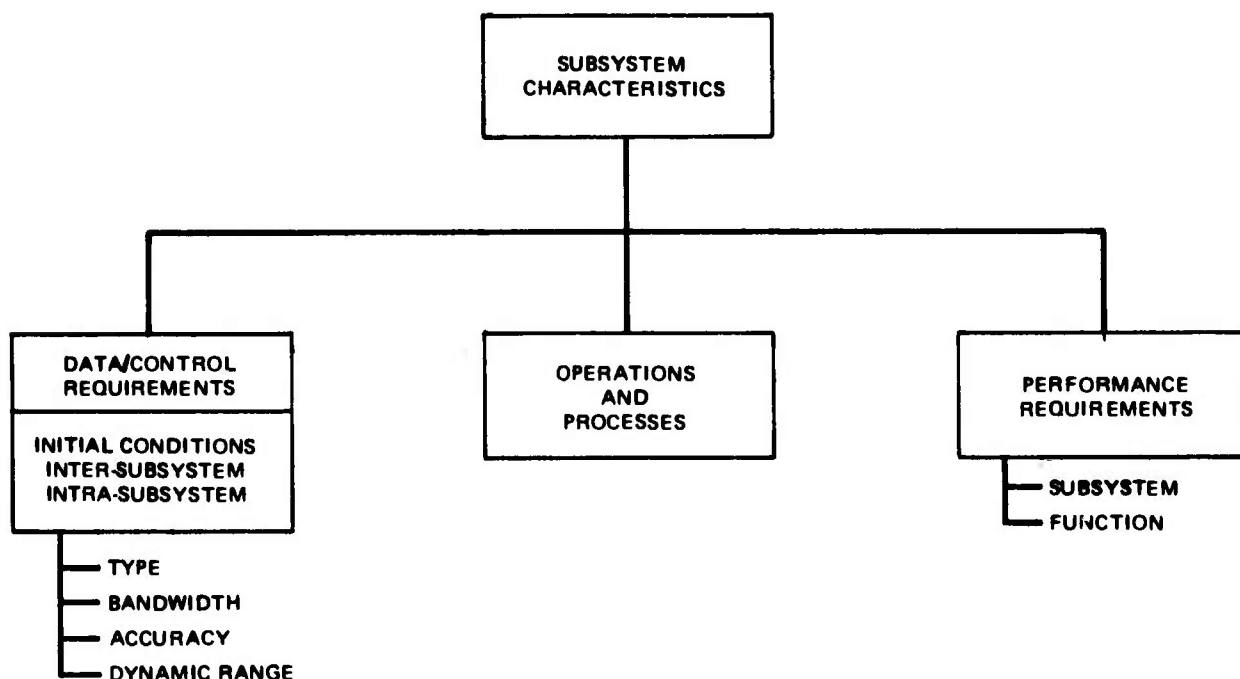 SUBSYSTEM
CHARACTERISTICS
DATA/CONTROL
REQUIREMENTS
INITIAL CONDITIONS
INTER-SUBSYSTEM
INTRA-SUBSYSTEM
TYPE
BANDWIDTH
ACCURACY
DYNAMIC RANGE
OPERATIONS
AND
PROCESSES
PERFORMANCE
REQUIREMENTS
SUBSYSTEM
FUNCTION